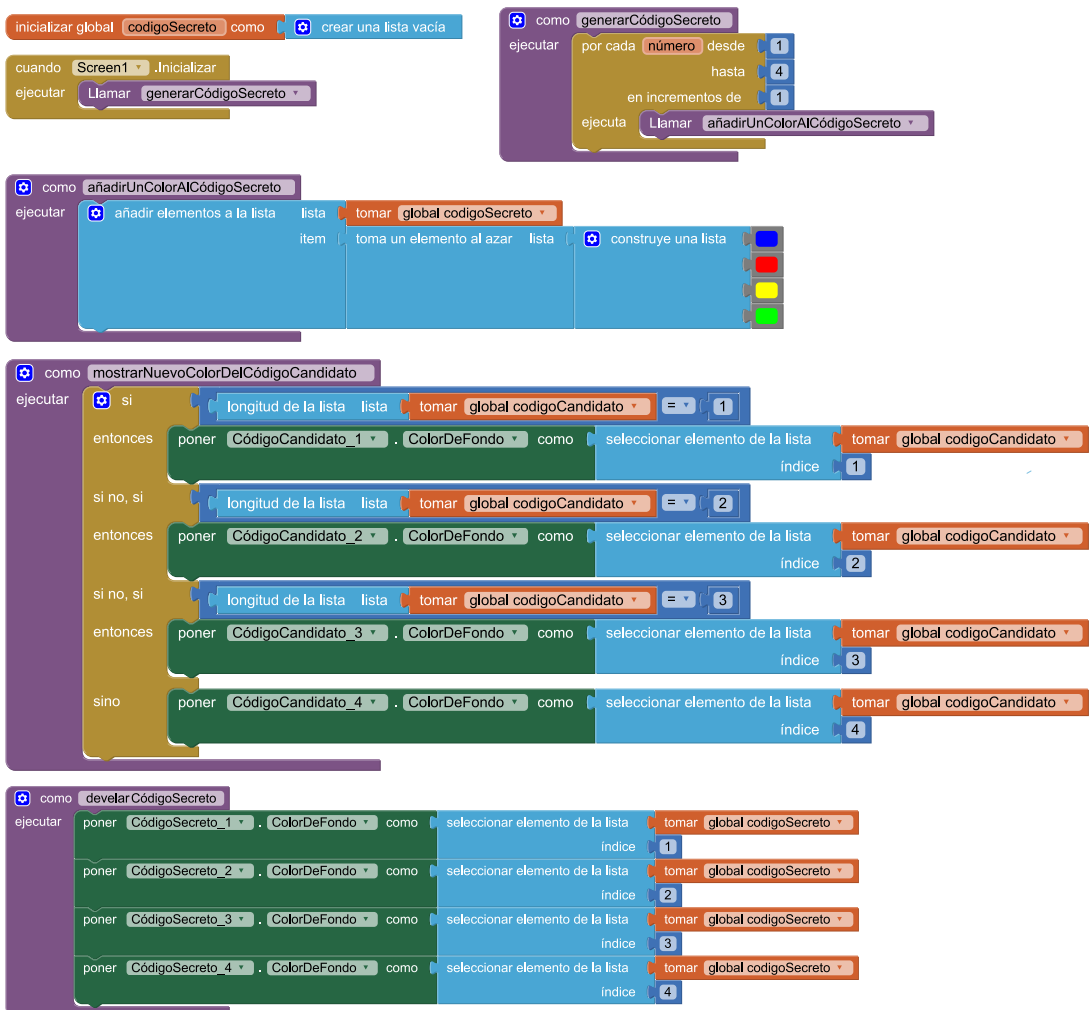 inicializar global codigoSecreto como crear una lista vacía
cuando Screen1 .Inicializar
ejecutar Llamar generarCódigoSecreto
como generarCódigoSecreto
ejecutar por cada número desde 1
hasta 4
en incrementos de 1
ejecuta Llamar añadirUnColorAlCódigoSecreto
como añadirUnColorAlCódigoSecreto
ejecutar añadir elementos a la lista lista tomar global codigoSecreto
item toma un elemento al azar lista construye una lista
como mostrarNuevoColorDelCódigoCandidato
ejecutar si longitud de la lista lista tomar global codigoCandidato = 1
entonces poner CódigoCandidato_1 . ColorDeFondo como seleccionar elemento de la lista tomar global codigoCandidato
índice 1
si no, si longitud de la lista lista tomar global codigoCandidato = 2
entonces poner CódigoCandidato_2 . ColorDeFondo como seleccionar elemento de la lista tomar global codigoCandidato
índice 2
si no, si longitud de la lista lista tomar global codigoCandidato = 3
entonces poner CódigoCandidato_3 . ColorDeFondo como seleccionar elemento de la lista tomar global codigoCandidato
índice 3
sino poner CódigoCandidato_4 . ColorDeFondo como seleccionar elemento de la lista tomar global codigoCandidato
índice 4
como develarCódigoSecreto
ejecutar poner CódigoSecreto_1 . ColorDeFondo como seleccionar elemento de la lista tomar global codigoSecreto
índice 1
poner CódigoSecreto_2 . ColorDeFondo como seleccionar elemento de la lista tomar global codigoSecreto
índice 2
poner CódigoSecreto_3 . ColorDeFondo como seleccionar elemento de la lista tomar global codigoSecreto
índice 3
poner CódigoSecreto_4 . ColorDeFondo como seleccionar elemento de la lista tomar global codigoSecreto
índice 4